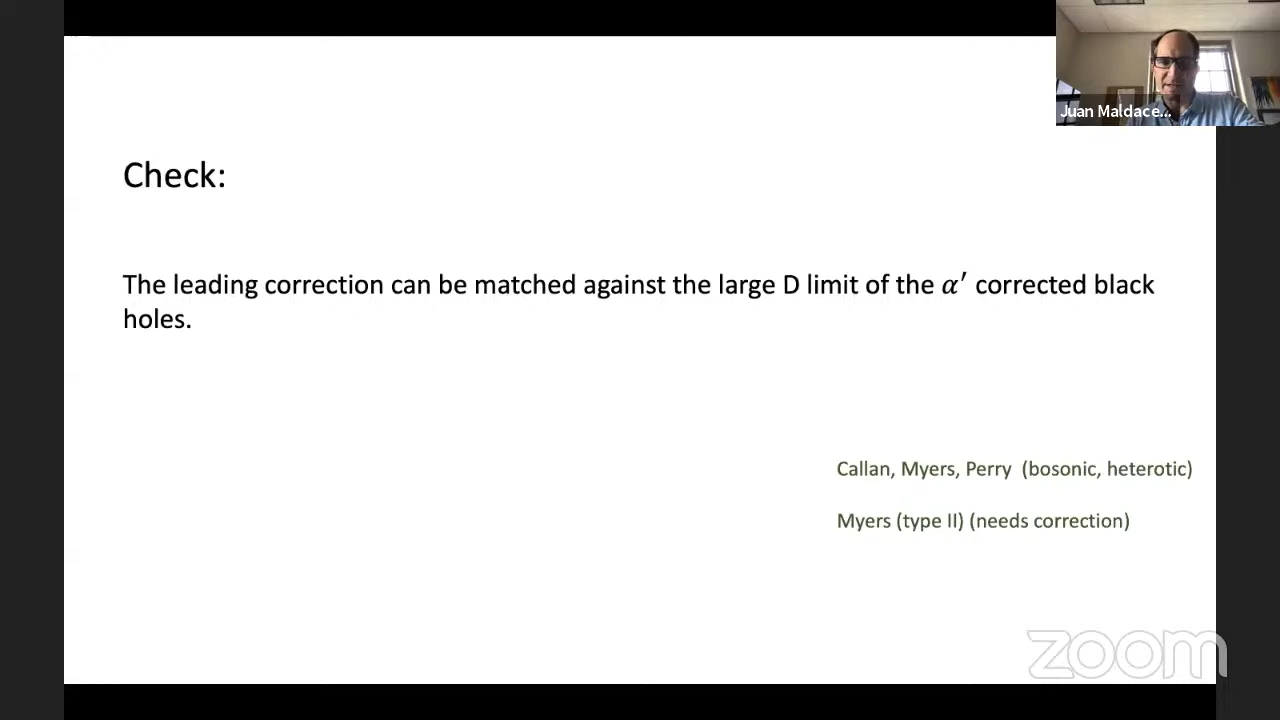 Juan Maldace...
Check:
The leading correction can be matched against the large D limit of the α′ corrected black
holes.
Callan, Myers, Perry (bosonic, heterotic)
Myers (type II) (needs correction)
zoom